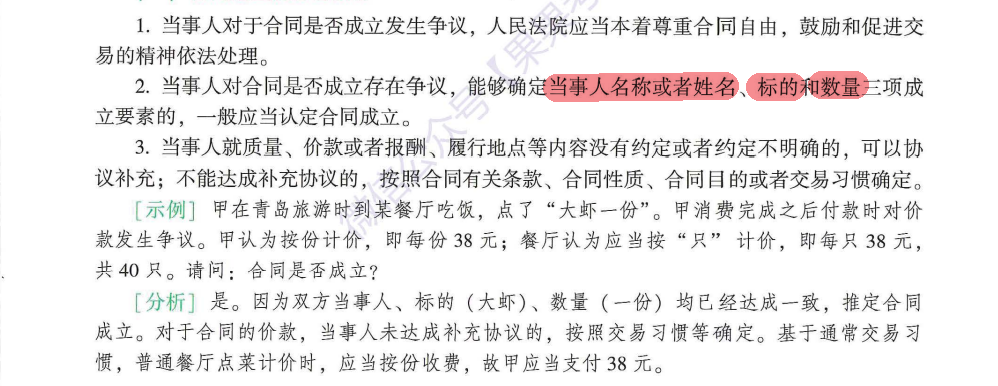 1. 当事人对于合同是否成立发生争议，人民法院应当本着尊重合同自由，鼓励和促进交
易的精神依法处理。
2. 当事人对合同是否成立存在争议，能够确定当事人名称或者姓名、标的和数量三项成
立要素的，一般应当认定合同成立。
3. 当事人就质量、价款或者报酬、履行地点等内容没有约定或者约定不明确的，可以协
议补充；不能达成补充协议的，按照合同有关条款、合同性质、合同目的或者交易习惯确定。
［示例］ 甲在青岛旅游时到某餐厅吃饭，点了“大虾一份”。甲消费完成之后付款时对价
款发生争议。甲认为按份计价，即每份 38 元；餐厅认为应当按“只”计价，即每只 38 元，
共 40 只。请问：合同是否成立？
［分析］ 是。因为双方当事人、标的（大虾）、数量（一份）均已经达成一致，推定合同
成立。对于合同的价款，当事人未达成补充协议的，按照交易习惯等确定。基于通常交易习
惯，普通餐厅点菜计价时，应当按份收费，故甲应当支付 38 元。
微信公众号【果果